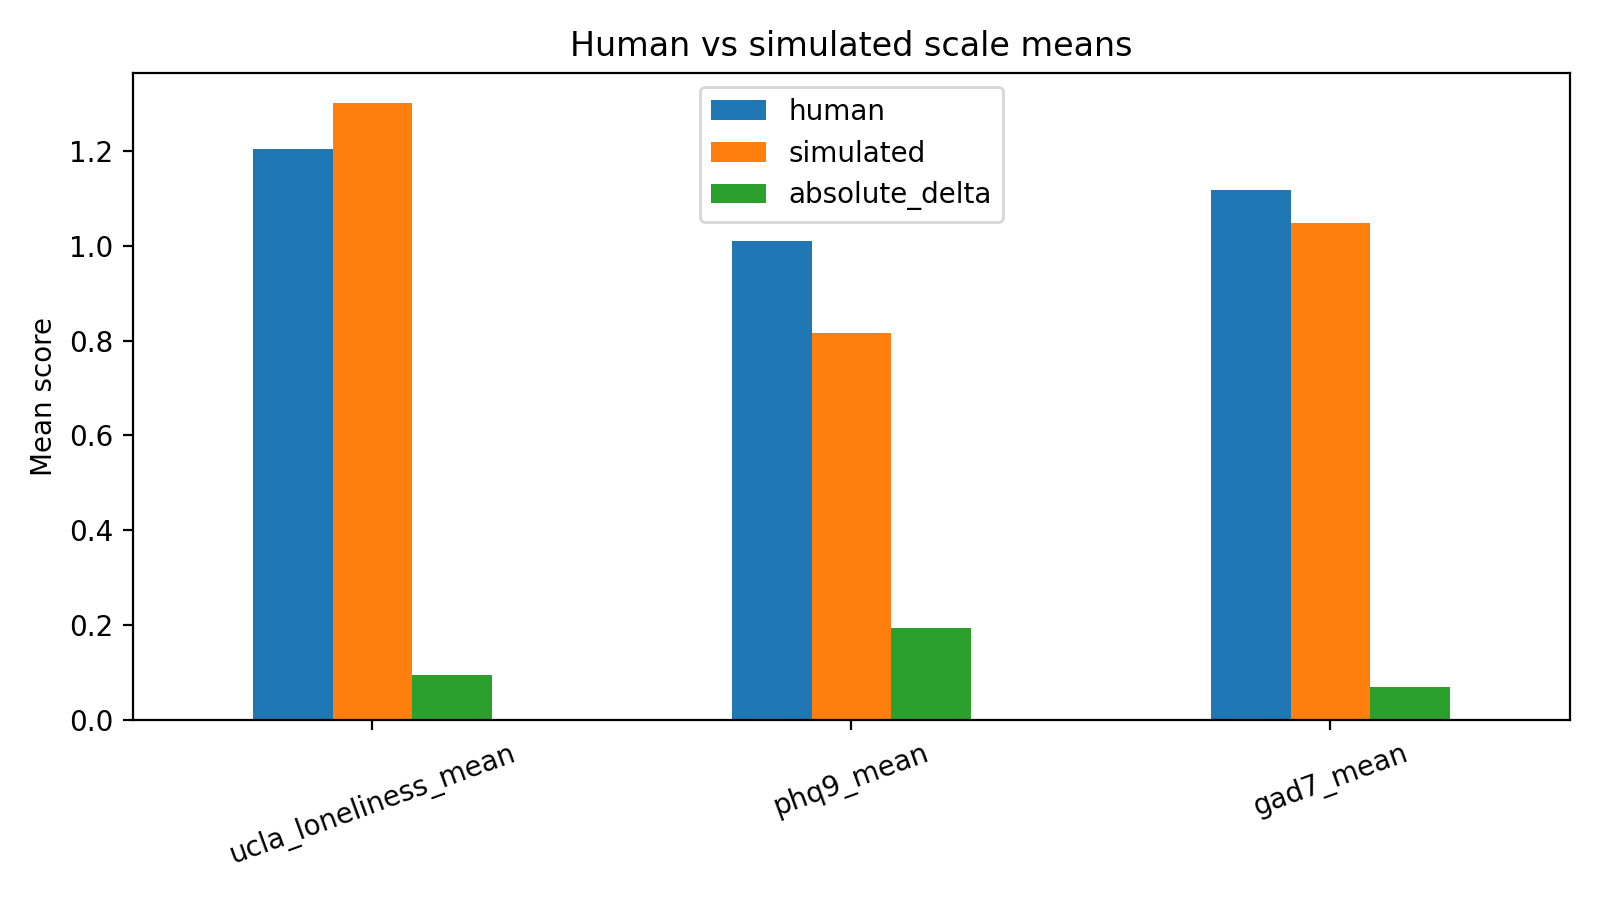 Human vs simulated scale means
human
simulated
absolute_delta
Mean score
1.2
1.0
0.8
0.6
0.4
0.2
0.0
ucla_loneliness_mean
phq9_mean
gad7_mean